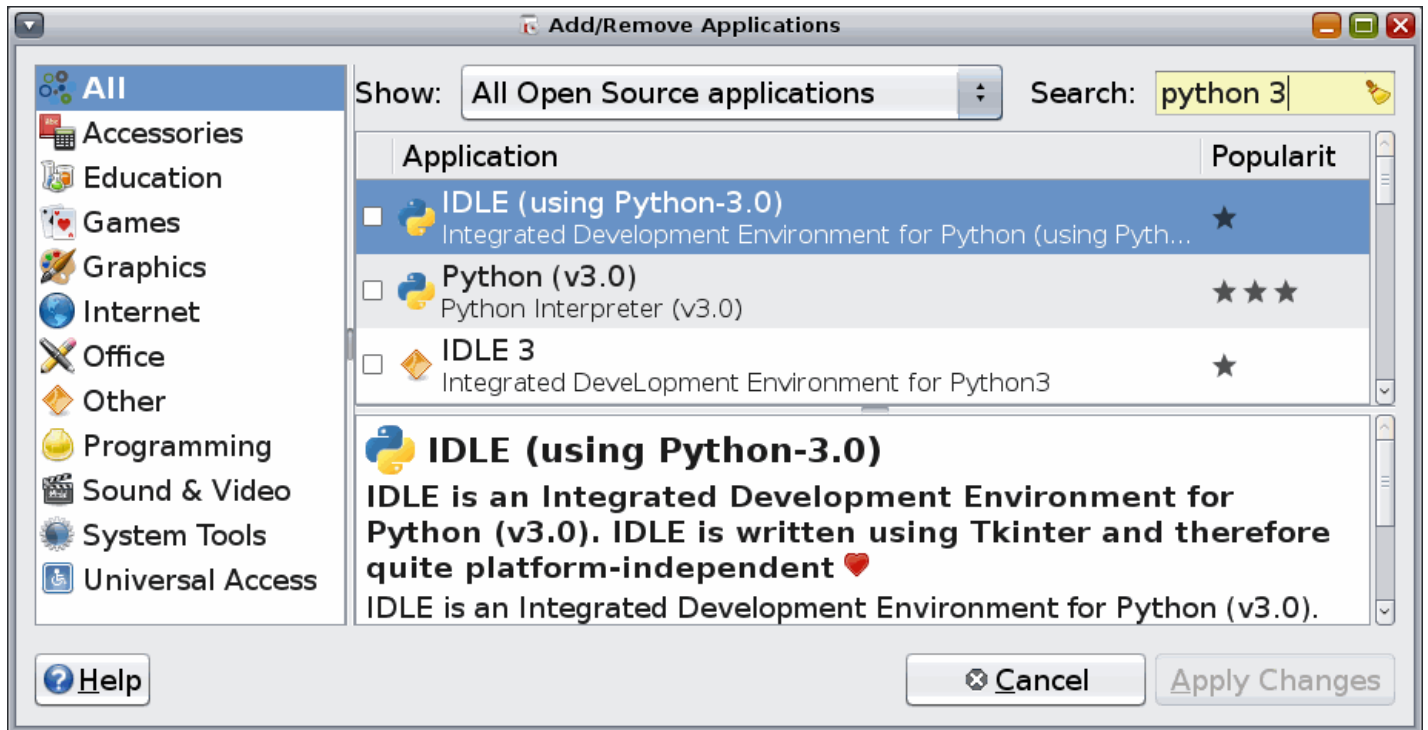 Add/Remove Applications
All
Accessories
Education
Games
Graphics
Internet
Office
Other
Programming
Sound & Video
System Tools
Universal Access
Show: All Open Source applications Search: python 3
Application Popularit
IDLE (using Python-3.0)
Integrated Development Environment for Python (using Pyth...
Python (v3.0)
Python Interpreter (v3.0)
IDLE 3
Integrated DeveLopment Environment for Python3
IDLE (using Python-3.0)
IDLE is an Integrated Development Environment for
Python (v3.0). IDLE is written using Tkinter and therefore
quite platform-independent
IDLE is an Integrated Development Environment for Python (v3.0).
Help Cancel Apply Changes